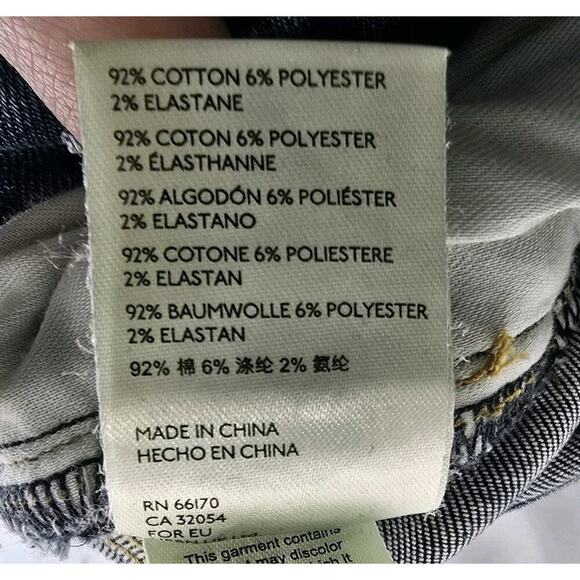 92% COTTON 6% POLYESTER
2% ELASTANE
92% COTON 6% POLYESTER
2% ÉLASTHANNE
92% ALGODÓN 6% POLIÉSTER
2% ELASTANO
92% COTONE 6% POLIESTERE
2% ELASTAN
92% BAUMWOLLE 6% POLYESTER
2% ELASTAN
92% 棉 6% 涤纶 2% 氨纶
MADE IN CHINA
HECHO EN CHINA
RN 66170
CA 32054
FOR EU
This garment contains
may discolor
which it